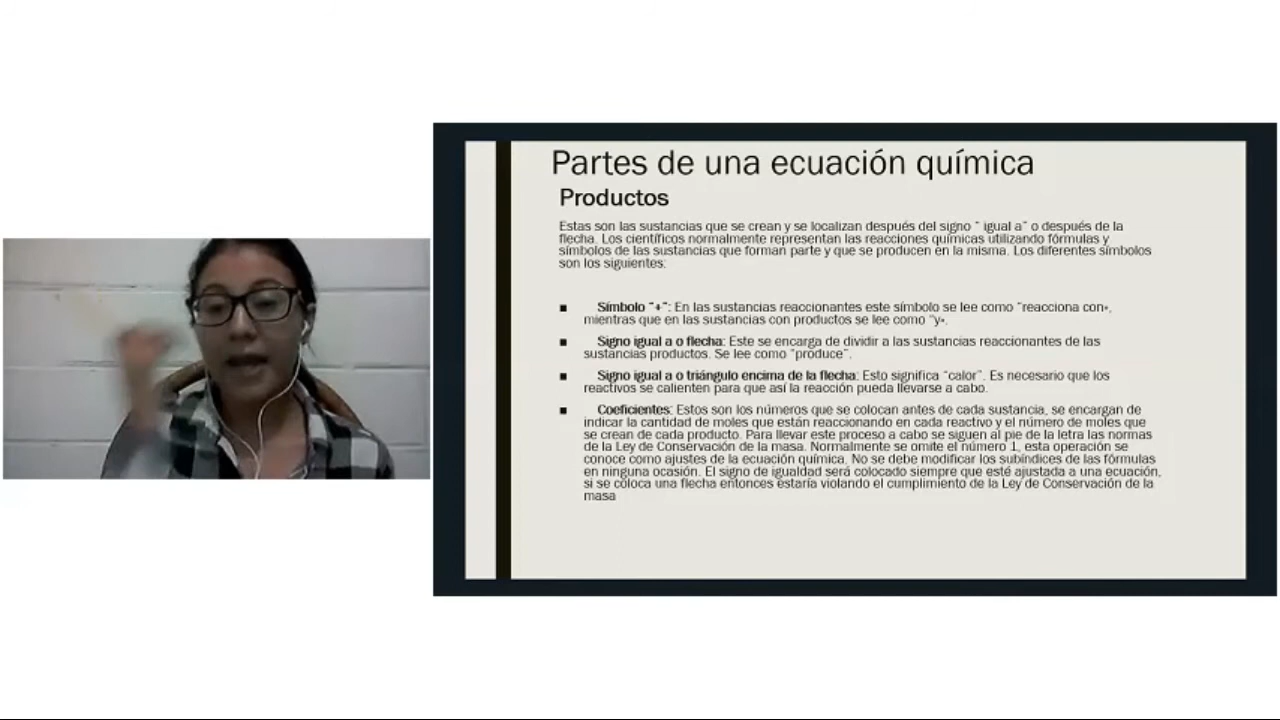 Partes de una ecuación química
Productos
Estas son las sustancias que se crean y se localizan después del signo " igual a" o después de la
flecha. Los científicos normalmente representan las reacciones químicas utilizando fórmulas y
símbolos de las sustancias que forman parte y que se producen en la misma. Los diferentes símbolos
son los siguientes:
■ Símbolo "+": En las sustancias reaccionantes este símbolo se lee como "reacciona con»,
mientras que en las sustancias con productos se lee como "y».
■ Signo igual a o flecha: Este se encarga de dividir a las sustancias reaccionantes de las
sustancias productos. Se lee como "produce".
■ Signo igual a o triángulo encima de la flecha: Esto significa "calor". Es necesario que los
reactivos se calienten para que así la reacción pueda llevarse a cabo.
■ Coeficientes: Estos son los números que se colocan antes de cada sustancia, se encargan de
indicar la cantidad de moles que están reaccionando en cada reactivo y el número de moles que
se crean de cada producto. Para llevar este proceso a cabo se siguen al pie de la letra las normas
de la Ley de Conservación de la masa. Normalmente se omite el número 1, esta operación se
conoce como ajustes de la ecuación química. No se debe modificar los subíndices de las fórmulas
en ninguna ocasión. El signo de igualdad será colocado siempre que esté ajustada a una ecuación,
si se coloca una flecha entonces estaría violando el cumplimiento de la Ley de Conservación de la
masa